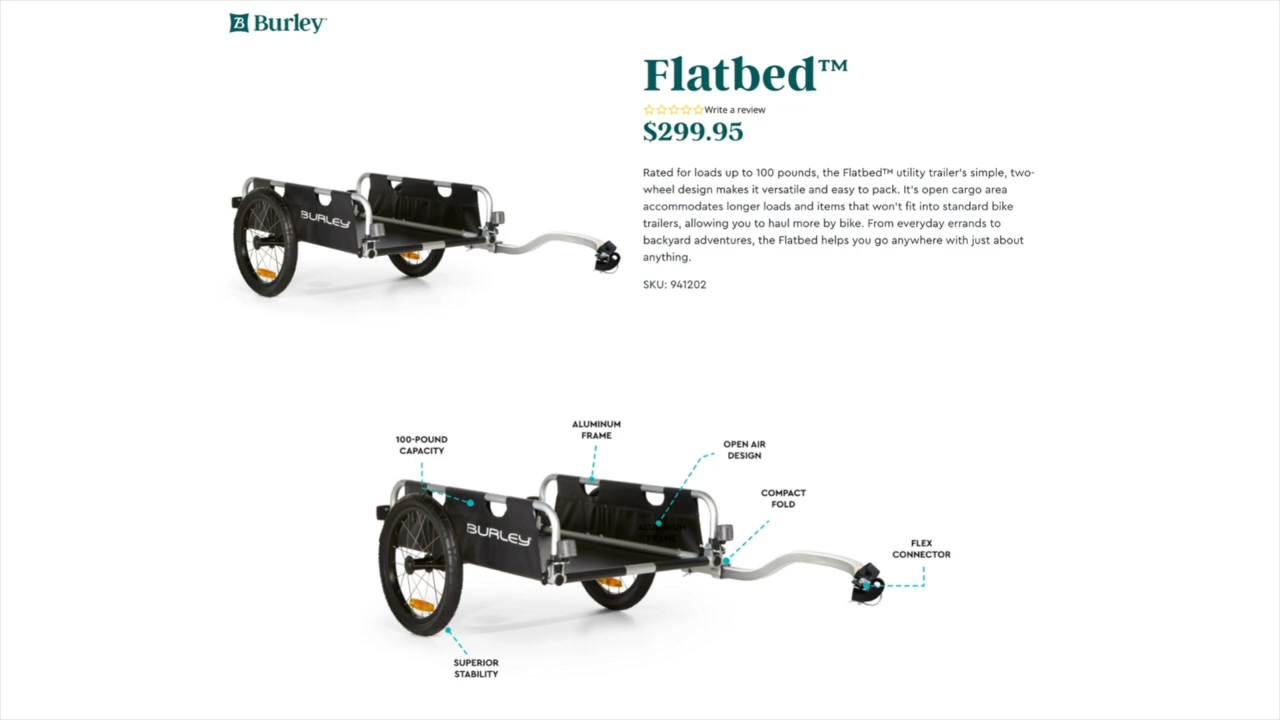 Burley
Flatbed™
Write a review
$299.95
Rated for loads up to 100 pounds, the Flatbed™ utility trailer's simple, two-
wheel design makes it versatile and easy to pack. It's open cargo area
accommodates longer loads and items that won't fit into standard bike
trailers, allowing you to haul more by bike. From everyday errands to
backyard adventures, the Flatbed helps you go anywhere with just about
anything.
SKU: 941202
BURLEY
100-POUND
CAPACITY
ALUMINUM
FRAME
OPEN AIR
DESIGN
COMPACT
FOLD
FLEX
CONNECTOR
ALUMINUM
FRAME
BURLEY
SUPERIOR
STABILITY